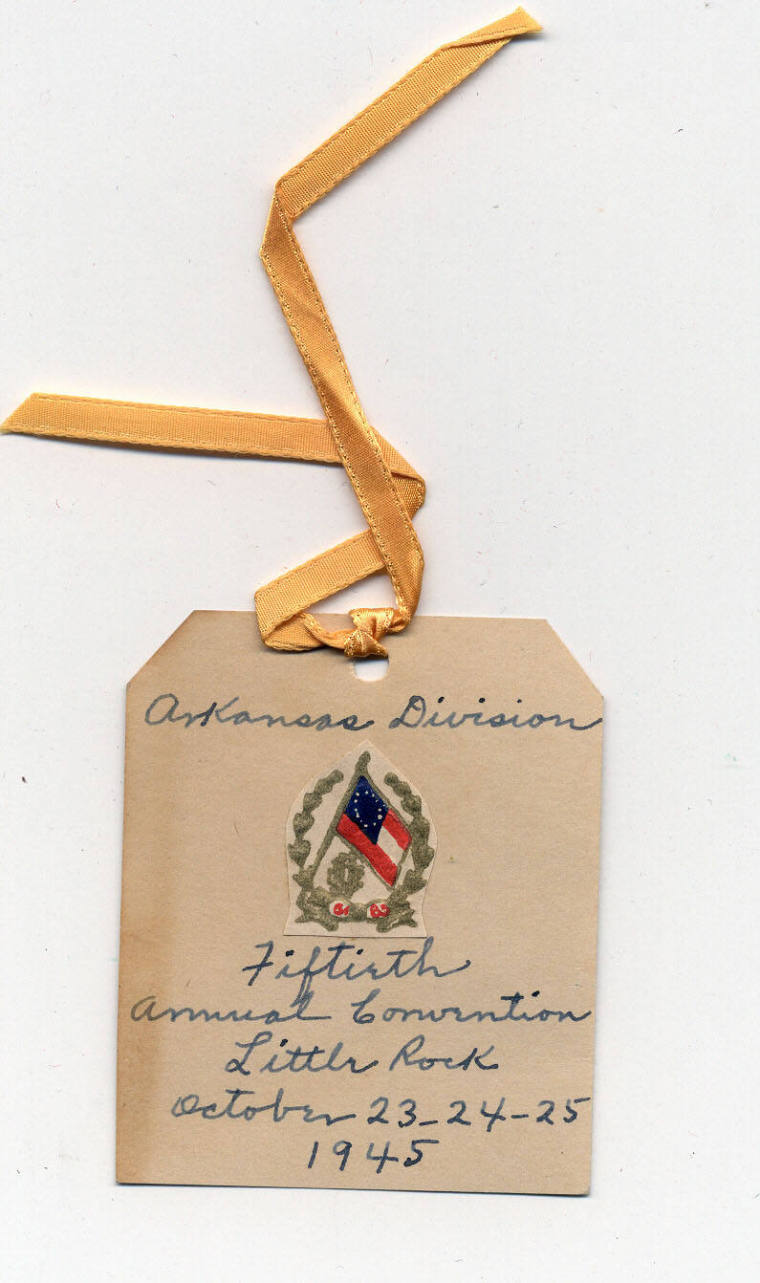 Arkansas Division
61 65
Fiftieth
Annual Convention
Little Rock
October 23-24-25
1945